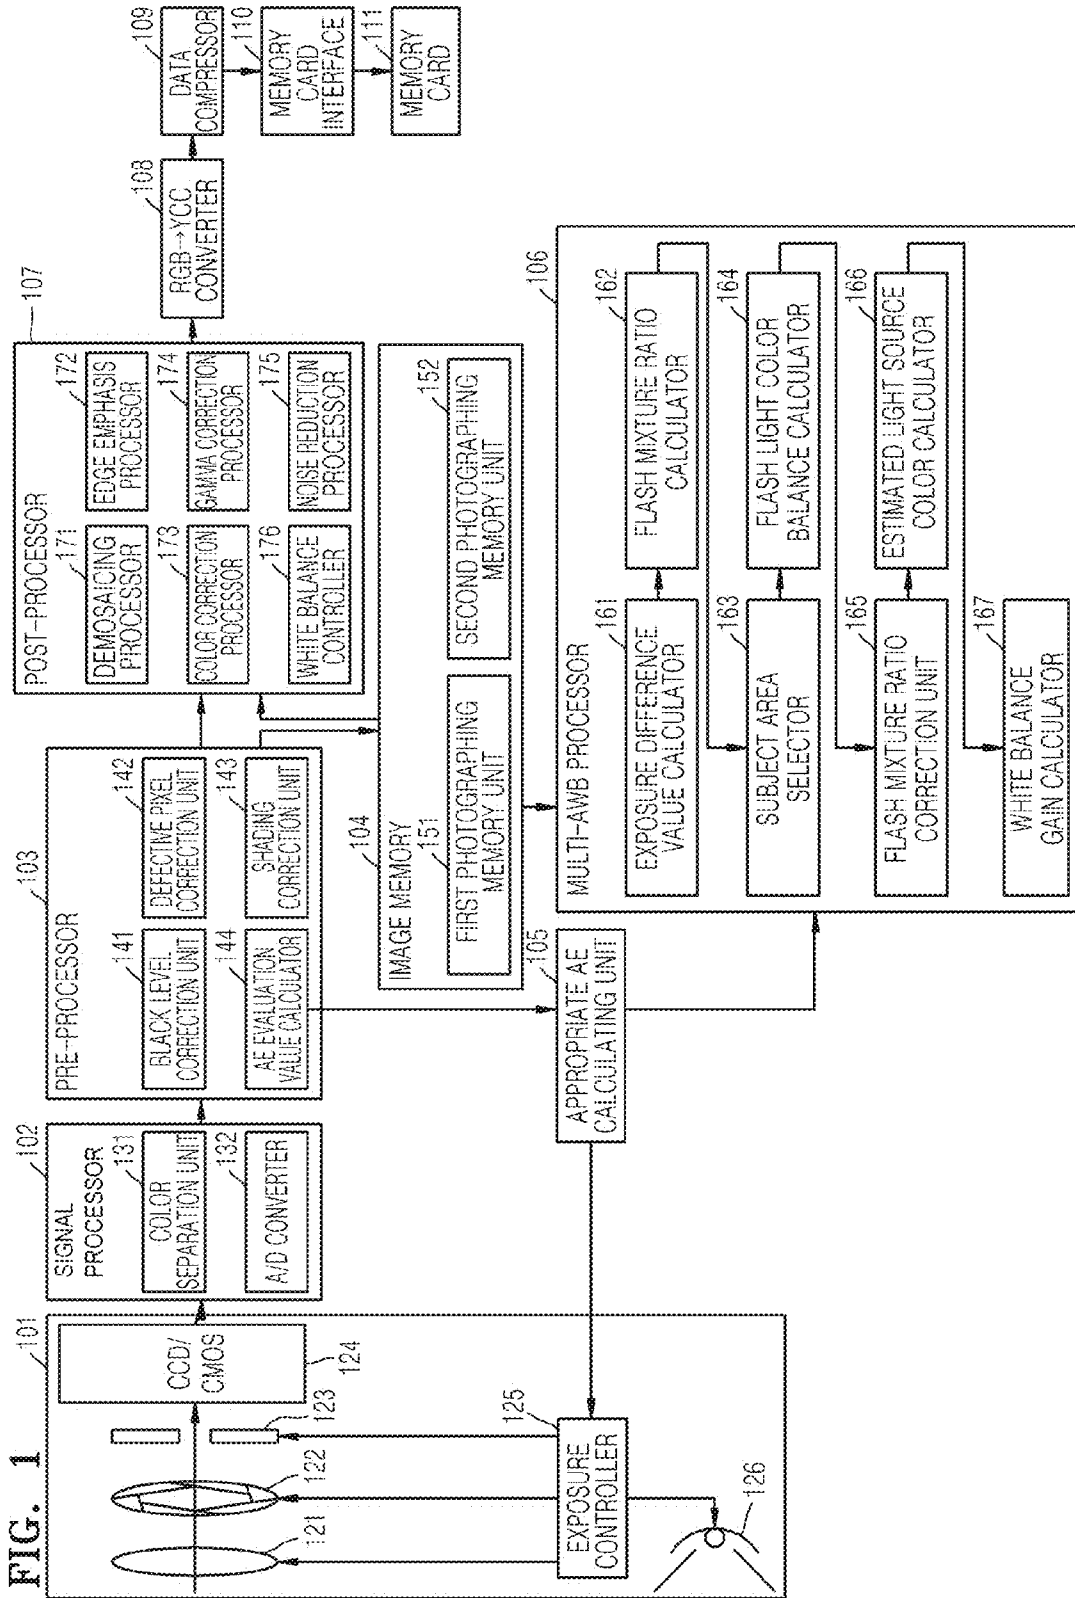 FIG. 1
101
121
122
123
CCD/
CMOS
124
EXPOSURE
CONTROLLER
125
126
102
SIGNAL
PROCESSOR
131
COLOR
SEPARATION UNIT
132
A/D CONVERTER
103
PRE-PROCESSOR
141
BLACK LEVEL
CORRECTION UNIT
142
DEFECTIVE PIXEL
CORRECTION UNIT
144
AE EVALUATION
VALUE CALCULATOR
143
SHADING
CORRECTION UNIT
104
IMAGE MEMORY
151
FIRST PHOTOGRAPHING
MEMORY UNIT
152
SECOND PHOTOGRAPHING
MEMORY UNIT
105
APPROPRIATE AE
CALCULATING UNIT
107
POST-PROCESSOR
171
DEMOSAICING
PROCESSOR
172
EDGE EMPHASIS
PROCESSOR
173
COLOR CORRECTION
PROCESSOR
174
GAMMA CORRECTION
PROCESSOR
176
WHITE BALANCE
CONTROLLER
175
NOISE REDUCTION
PROCESSOR
108
RGB→YCC
CONVERTER
109
DATA
COMPRESSOR
110
MEMORY
CARD
INTERFACE
111
MEMORY
CARD
106
MULTI-AWB PROCESSOR
161
EXPOSURE DIFFERENCE
VALUE CALCULATOR
162
FLASH MIXTURE RATIO
CALCULATOR
163
SUBJECT AREA
SELECTOR
164
FLASH LIGHT COLOR
BALANCE CALCULATOR
165
FLASH MIXTURE RATIO
CORRECTION UNIT
166
ESTIMATED LIGHT SOURCE
COLOR CALCULATOR
167
WHITE BALANCE
GAIN CALCULATOR